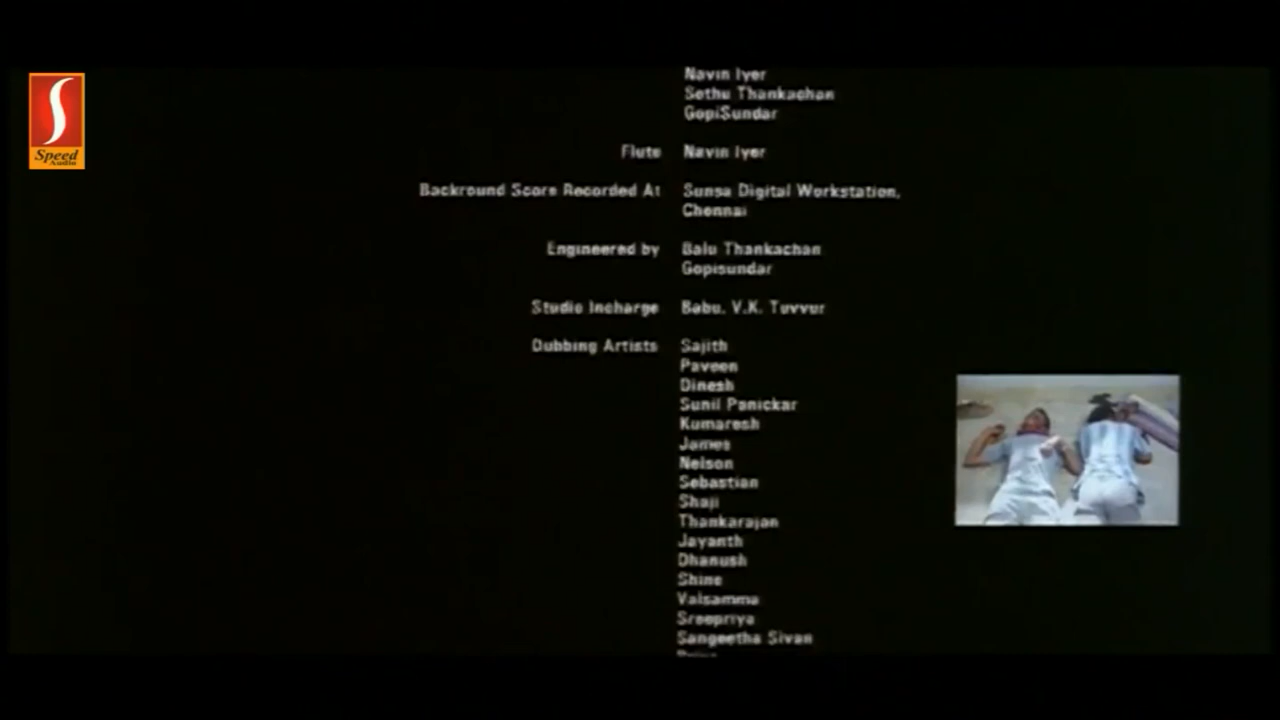 S
Speed
Audio
Navin Iyer
Sethu Thankachan
GopiSundar
Flute Navin Iyer
Backround Score Recorded At Sunsa Digital Workstation,
Chennai
Engineered by Balu Thankachan
Gopisundar
Studio Incharge Babu. V.K. Tuvvur
Dubbing Artists Sajith
Paveen
Dinesh
Sunil Panickar
Kumaresh
James
Nelson
Sebastian
Shaji
Thankarajan
Jayanth
Dhanush
Shine
Valsamma
Sreepriya
Sangeetha Sivan